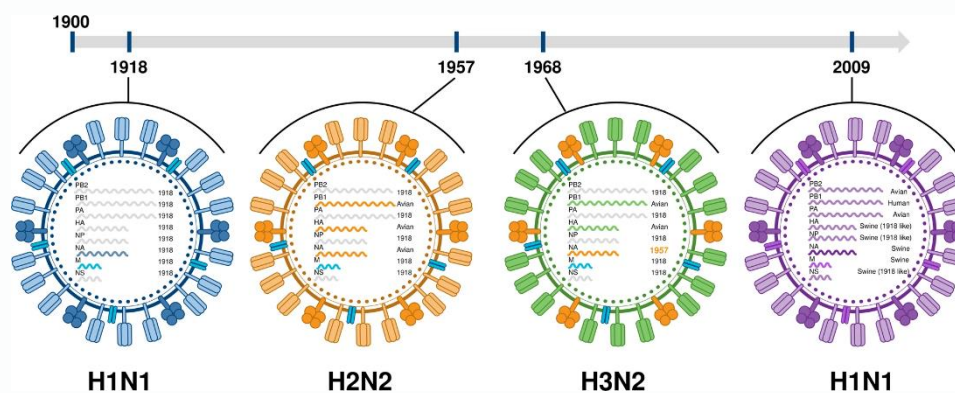 1900
1918
1957
1968
2009
PB2
1918
PB1
1918
PA
1918
HA
1918
NP
1918
NA
1918
M
1918
NS
1918
PB2
1918
PB1
Avian
PA
1918
HA
Avian
NP
1918
NA
Avian
M
1918
NS
1918
PB2
1918
PB1
Avian
PA
1918
HA
Avian
NP
1918
NA
1957
M
1918
NS
1918
PB2
Avian
PB1
Human
PA
Avian
HA
Swine (1918 like)
NP
Swine (1918 like)
NA
Swine
M
Swine
NS
Swine (1918 like)
H1N1
H2N2
H3N2
H1N1